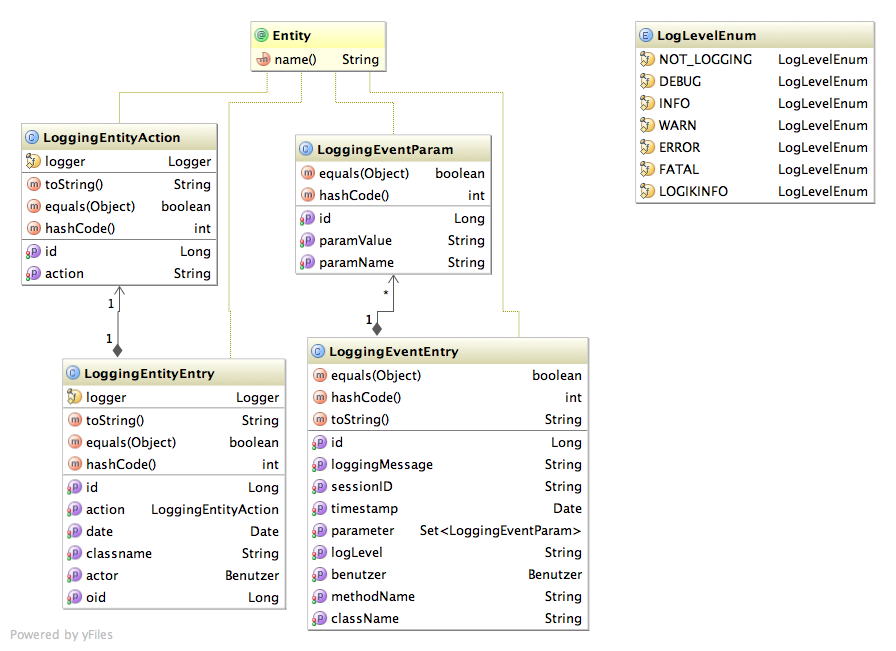 Entity
name() String
LogLevelEnum
NOT_LOGGING LogLevelEnum
DEBUG LogLevelEnum
INFO LogLevelEnum
WARN LogLevelEnum
ERROR LogLevelEnum
FATAL LogLevelEnum
LOGIKINFO LogLevelEnum
LoggingEntityAction
logger Logger
toString() String
equals(Object) boolean
hashCode() int
id Long
action String
LoggingEventParam
equals(Object) boolean
hashCode() int
id Long
paramValue String
paramName String
1
1
*
1
LoggingEntityEntry
logger Logger
toString() String
equals(Object) boolean
hashCode() int
id Long
action LoggingEntityAction
date Date
classname String
actor Benutzer
oid Long
LoggingEventEntry
equals(Object) boolean
hashCode() int
toString() String
id Long
loggingMessage String
sessionID String
timestamp Date
parameter Set<LoggingEventParam>
logLevel String
benutzer Benutzer
methodName String
className String
Powered by yFiles